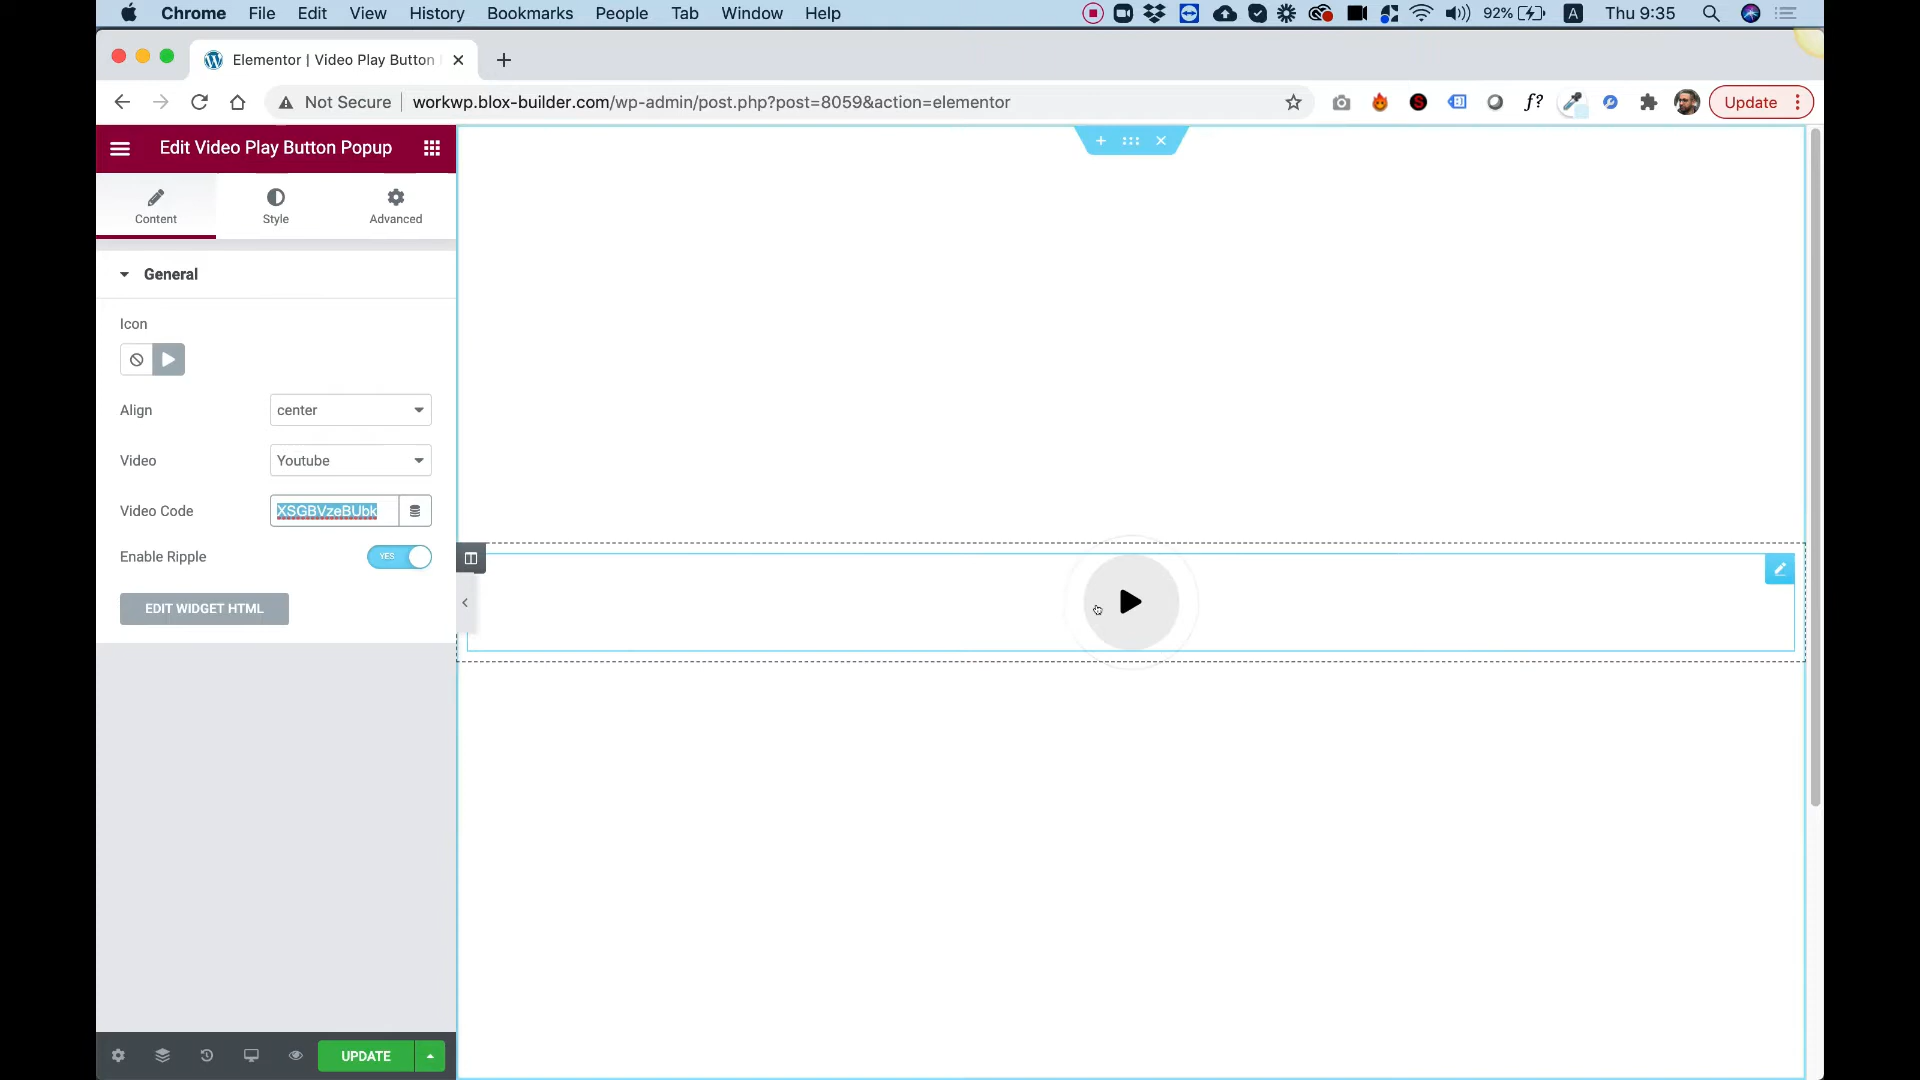 Chrome File Edit View History Bookmarks People Tab Window Help 92% A Thu 9:35
Elementor | Video Play Button
Not Secure workwp.blox-builder.com/wp-admin/post.php?post=8059&action=elementor f? Update
Edit Video Play Button Popup
Content Style Advanced
General
Icon
Align center
Video Youtube
Video Code XSGBVzeBUbk
Enable Ripple YES
EDIT WIDGET HTML
UPDATE